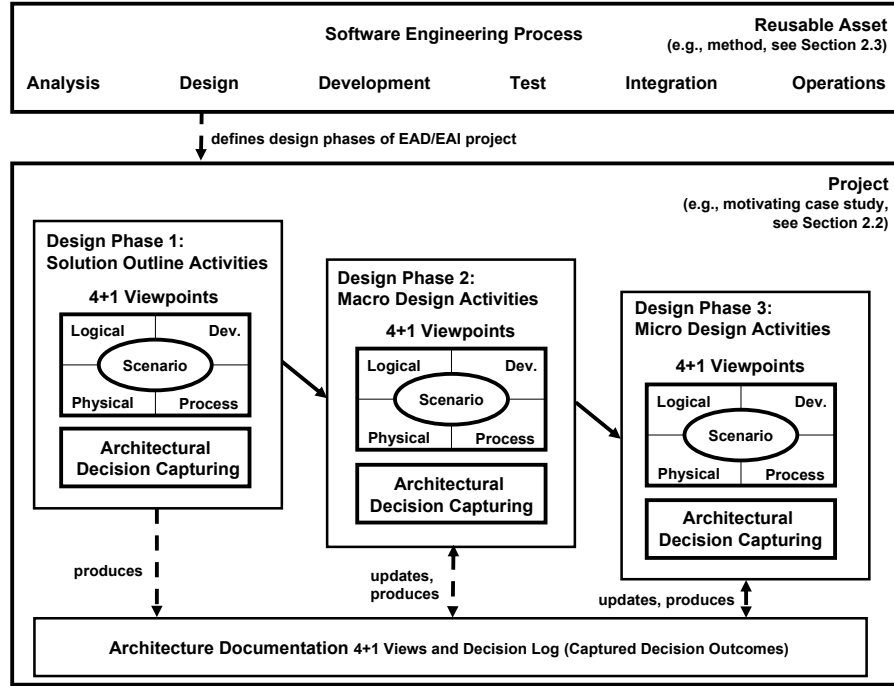 Reusable Asset
Software Engineering Process
(e.g., method, see Section 2.3)
Analysis Design Development Test Integration Operations
defines design phases of EAD/EAI project
Project
(e.g., motivating case study,
see Section 2.2)
Design Phase 1:
Solution Outline Activities
4+1 Viewpoints
Logical Dev.
Scenario
Physical Process
Architectural
Decision Capturing
Design Phase 2:
Macro Design Activities
4+1 Viewpoints
Logical Dev.
Scenario
Physical Process
Architectural
Decision Capturing
Design Phase 3:
Micro Design Activities
4+1 Viewpoints
Logical Dev.
Scenario
Physical Process
Architectural
Decision Capturing
produces
updates,
produces
updates, produces
Architecture Documentation 4+1 Views and Decision Log (Captured Decision Outcomes)